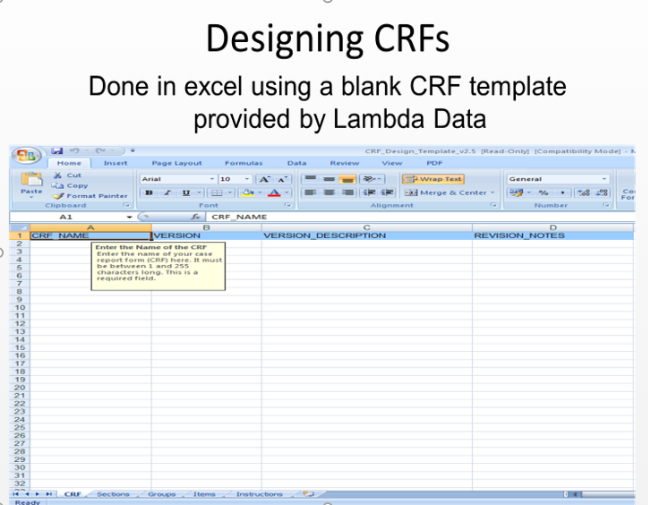 Designing CRFs
Done in excel using a blank CRF template
provided by Lambda Data
CRF_Design_Template_v2.5 [Read-Only] [Compatibility Mode] - M
Home Insert Page Layout Formulas Data Review View PDF
Cut
Copy
Format Painter
Paste
Arial 10
B I U
Wrap Text
Merge & Center
General
Clipboard Font Alignment Number
A1 fx CRF_NAME
A B C D
1 CRF_NAME VERSION VERSION_DESCRIPTION REVISION_NOTES
Enter the Name of the CRF
Enter the name of your case
report form (CRF) here. It must
be between 1 and 255
characters long. This is a
required field.
2
3
4
5
6
7
8
9
10
11
12
13
14
15
16
17
18
19
20
21
22
23
24
25
26
27
28
29
30
31
32
CRF Sections Groups Items Instructions
Ready